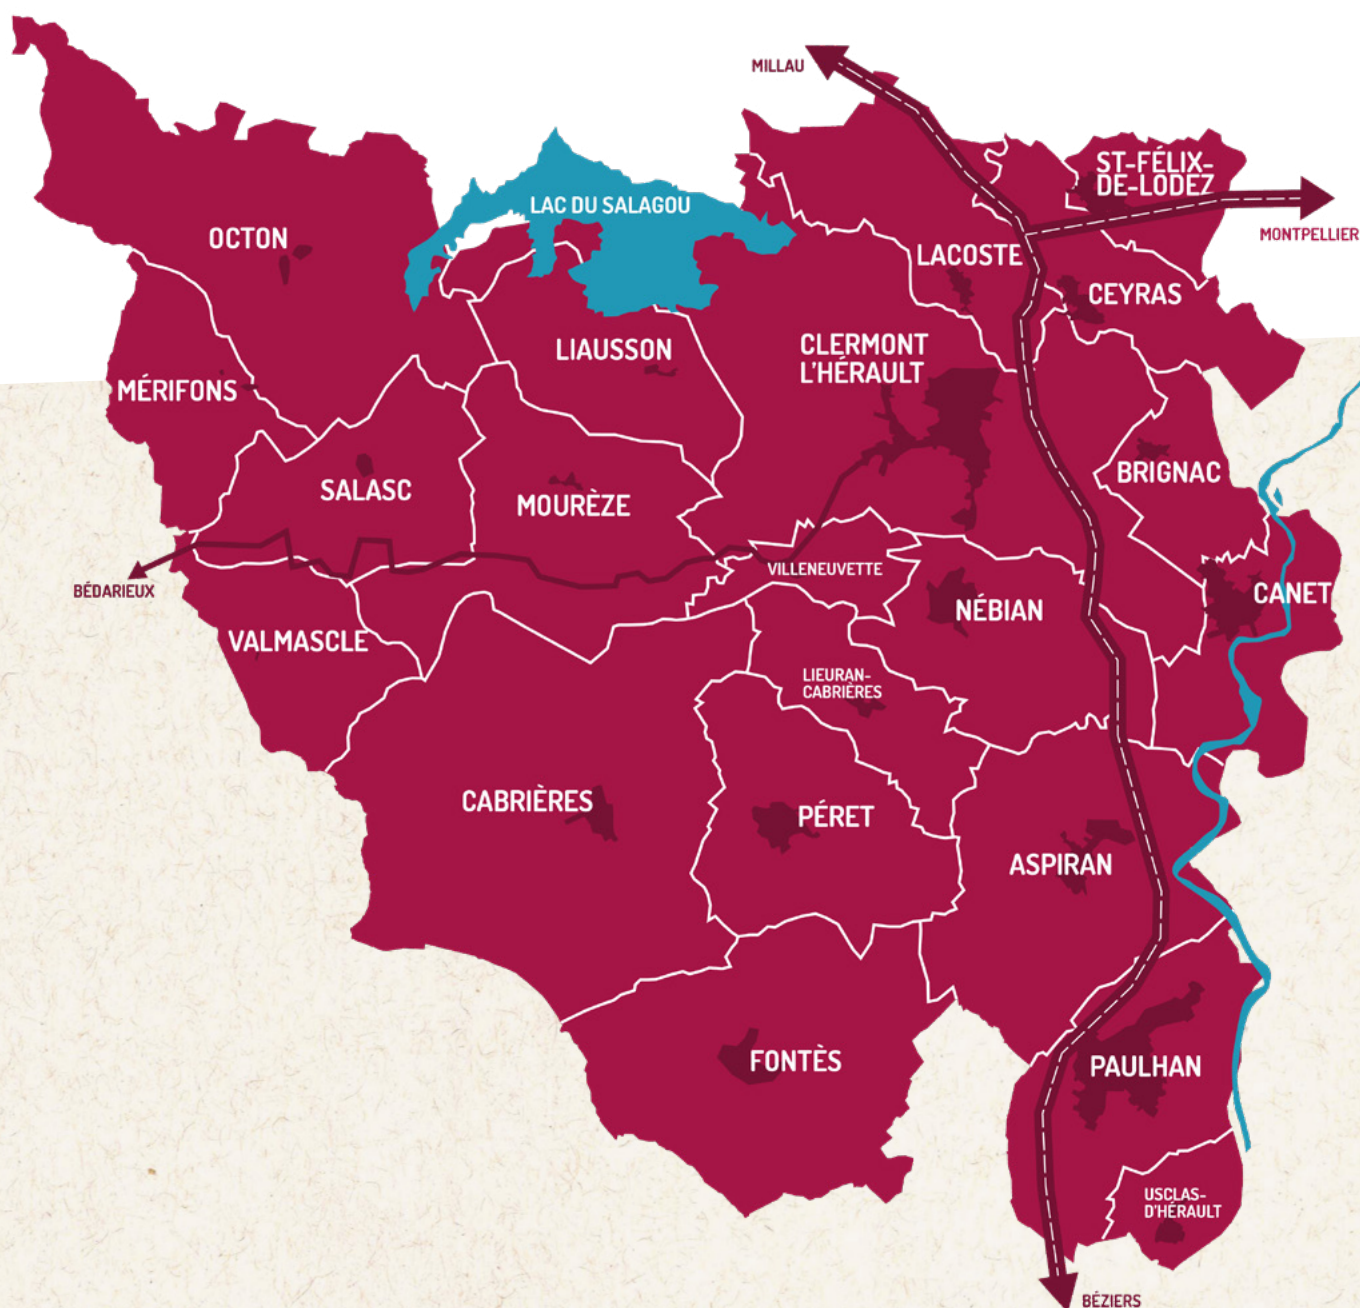 MILLAU
ST-FÉLIX-
DE-LODEZ
LAC DU SALAGOU
MONTPELLIER
OCTON
LACOSTE
CEYRAS
CLERMONT
L'HÉRAULT
LIAUSSON
MÉRIFONS
BRIGNAC
SALASC
MOURÈZE
VILLENEUVETTE
BÉDARIEUX
CANET
NÉBIAN
VALMASCLE
LIEURAN-
CABRIÈRES
CABRIÈRES
PÉRET
ASPIRAN
FONTÈS
PAULHAN
USCLAS-
D'HÉRAULT
BÉZIERS